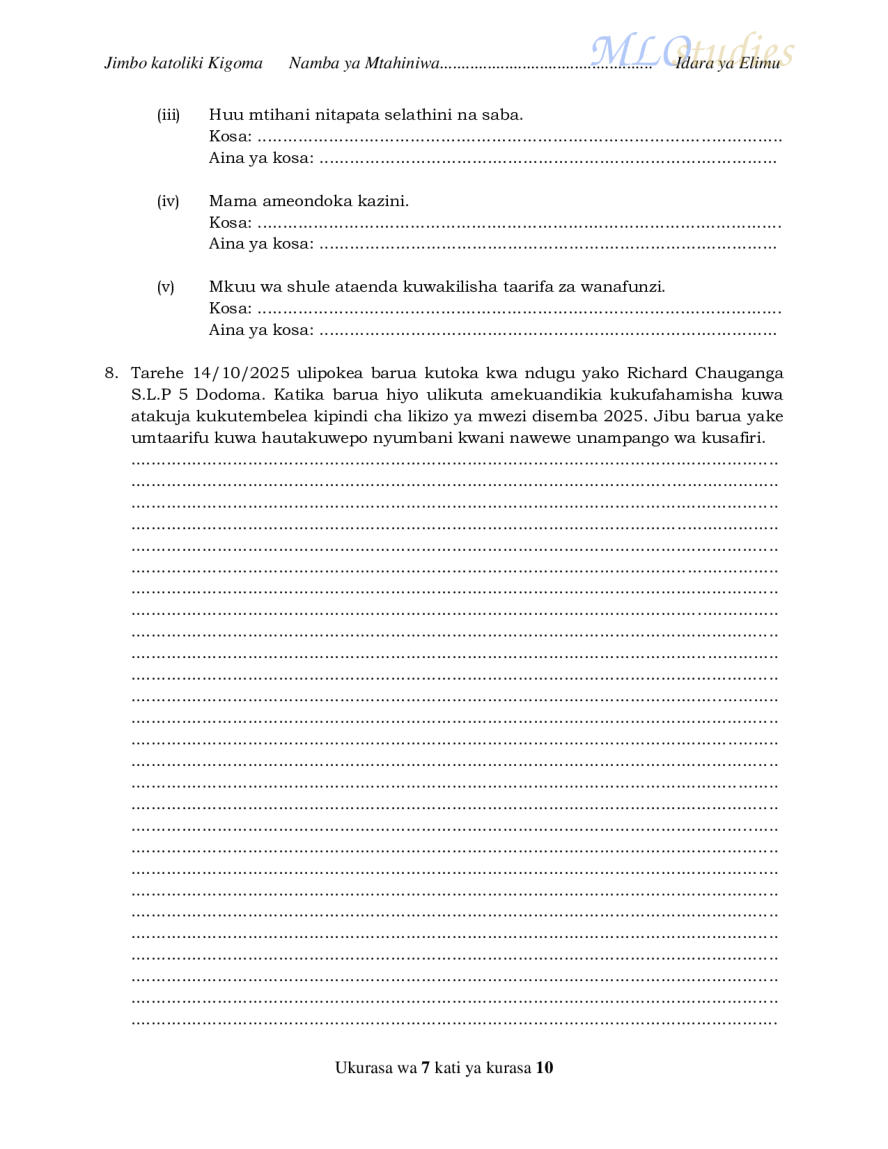 MLOstudies
Jimbo katoliki Kigoma Namba ya Mtahiniwa................................................. Idara ya Elimu
(iii) Huu mtihani nitapata selathini na saba.
Kosa: ........................................................................................................
Aina ya kosa: ...........................................................................................
(iv) Mama ameondoka kazini.
Kosa: ........................................................................................................
Aina ya kosa: ...........................................................................................
(v) Mkuu wa shule ataenda kuwakilisha taarifa za wanafunzi.
Kosa: ........................................................................................................
Aina ya kosa: ...........................................................................................
8. Tarehe 14/10/2025 ulipokea barua kutoka kwa ndugu yako Richard Chauganga
S.L.P 5 Dodoma. Katika barua hiyo ulikuta amekuandikia kukufahamisha kuwa
atakuja kukutembelea kipindi cha likizo ya mwezi disemba 2025. Jibu barua yake
umtaarifu kuwa hautakuwepo nyumbani kwani nawewe unampango wa kusafiri.
Ukurasa wa 7 kati ya kurasa 10